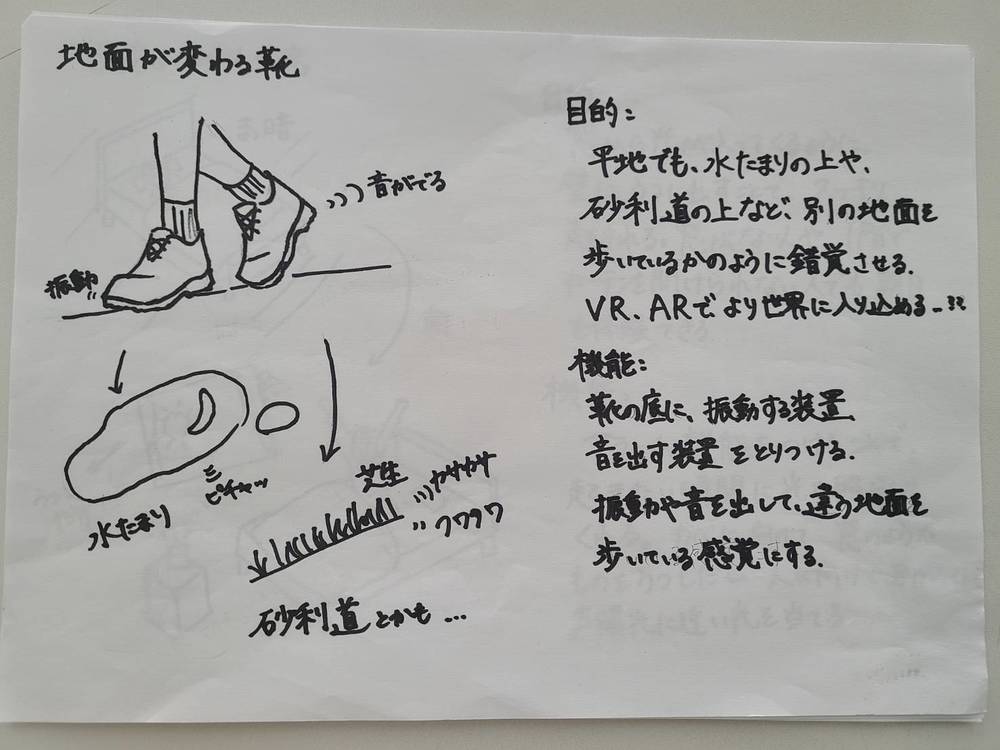 地面が変わる靴
音がでる
振動
水たまり
ピチャッ
芝生
カサカサ
フワフワ
砂利道とかも...
目的:
平地でも、水たまりの上や、
砂利道の上など、別の地面を
歩いているかのように錯覚させる.
VR、ARで、より世界に入り込める...
機能:
靴の底に、振動する装置、
音を出す装置をとりつける.
振動や音を出して、違う地面を
歩いている感覚にする.